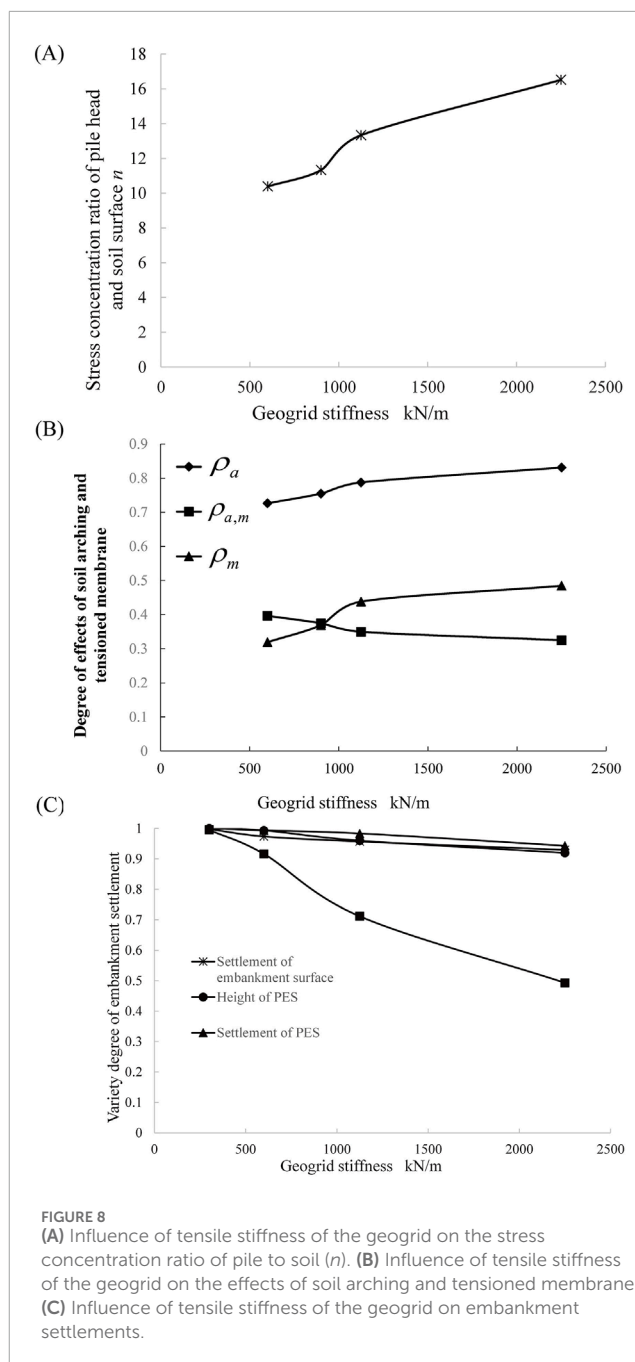 (A)
Stress concentration ratio of pile head
and soil surface n
18
16
14
12
10
8
6
4
2
0
0 500 1000 1500 2000 2500
Geogrid stiffness kN/m
(B)
Degree of effects of soil arching and
tensioned membrane
0.9
0.8
0.7
0.6
0.5
0.4
0.3
0.2
0.1
0
ρa
ρa,m
ρm
0 500 1000 1500 2000 2500
Geogrid stiffness kN/m
(C)
Variety degree of embankment settlement
1
0.9
0.8
0.7
0.6
0.5
0.4
0.3
0.2
0.1
0
Settlement of
embankment surface
Height of PES
Settlement of PES
0 500 1000 1500 2000 2500
Geogrid stiffness kN/m
FIGURE 8
(A) Influence of tensile stiffness of the geogrid on the stress
concentration ratio of pile to soil (n). (B) Influence of tensile stiffness
of the geogrid on the effects of soil arching and tensioned membrane
(C) Influence of tensile stiffness of the geogrid on embankment
settlements.